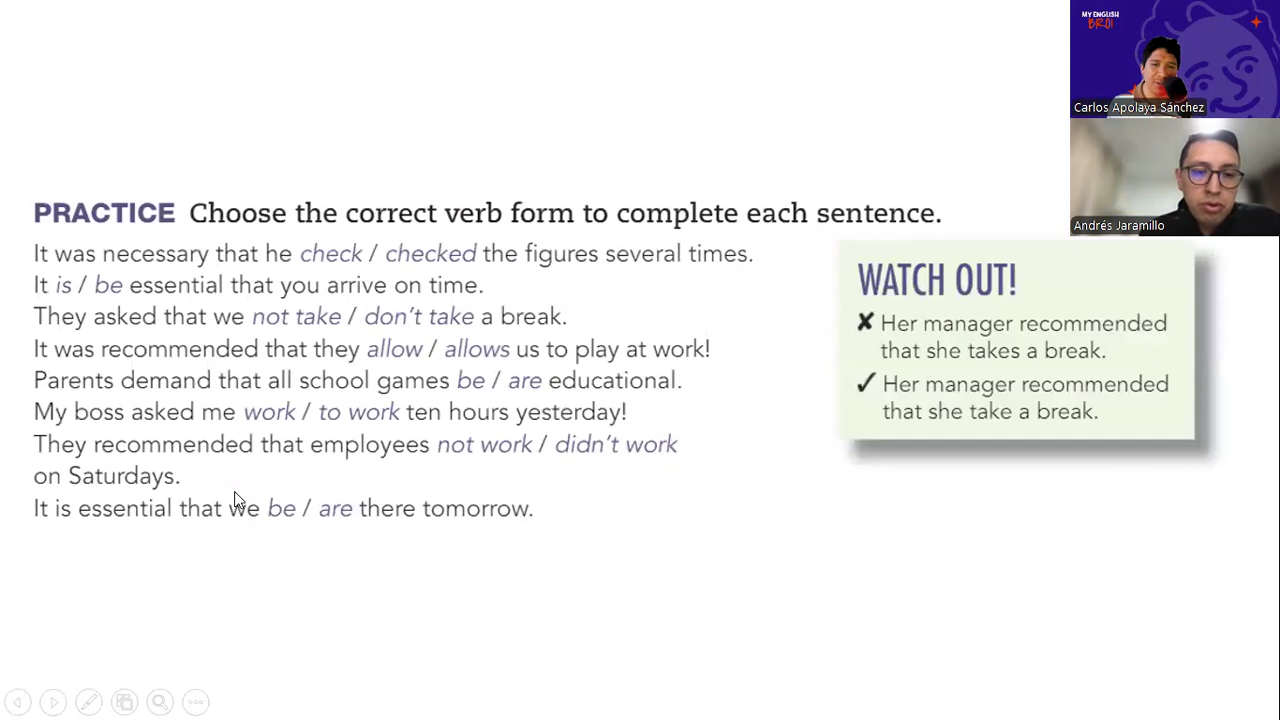 MY ENGLISH
BRO!
Carlos Apolaya Sánchez
Andrés Jaramillo
PRACTICE Choose the correct verb form to complete each sentence.
It was necessary that he check / checked the figures several times.
It is / be essential that you arrive on time.
They asked that we not take / don't take a break.
It was recommended that they allow / allows us to play at work!
Parents demand that all school games be / are educational.
My boss asked me work / to work ten hours yesterday!
They recommended that employees not work / didn't work
on Saturdays.
It is essential that we be / are there tomorrow.
WATCH OUT!
✗ Her manager recommended
that she takes a break.
✓ Her manager recommended
that she take a break.